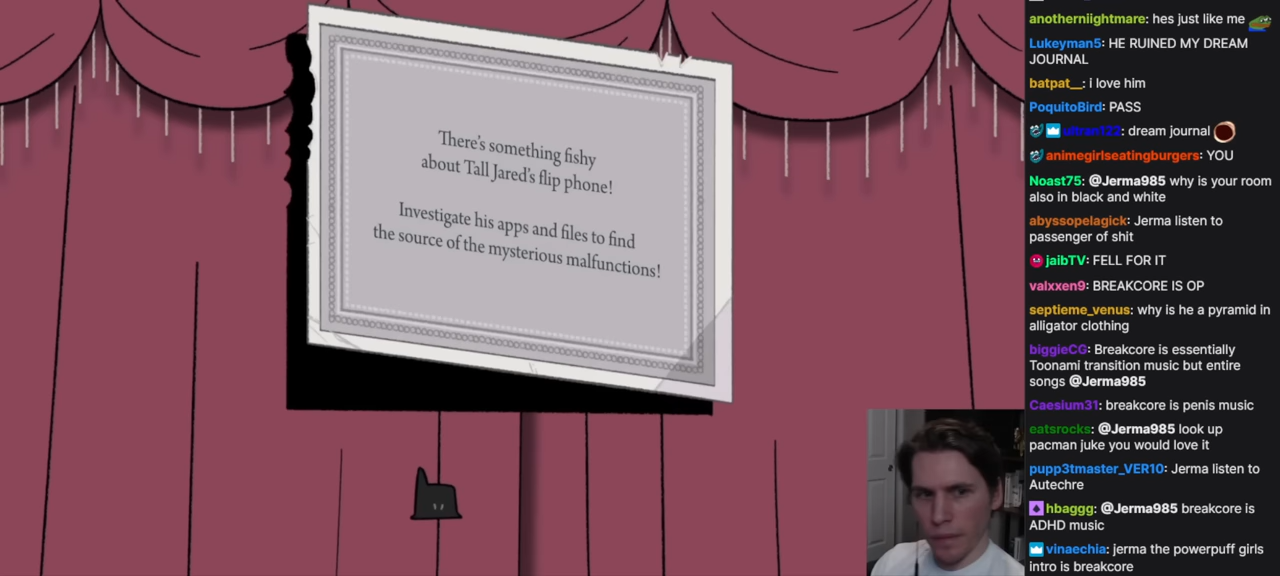 There's something fishy
about Tall Jared's flip phone!
Investigate his apps and files to find
the source of the mysterious malfunctions!
anotherniightmare: hes just like me
Lukeyman5: HE RUINED MY DREAM
JOURNAL
batpat__: i love him
PoquitoBird: PASS
ultran122: dream journal
animegirlseatingburgers: YOU
Noast75: @Jerma985 why is your room
also in black and white
abyssopelagick: Jerma listen to
passenger of shit
jaibTV: FELL FOR IT
valxxen9: BREAKCORE IS OP
septieme_venus: why is he a pyramid in
alligator clothing
biggieCG: Breakcore is essentially
Toonami transition music but entire
songs @Jerma985
Caesium31: breakcore is penis music
eatsrocks: @Jerma985 look up
pacman juke you would love it
pupp3tmaster_VER10: Jerma listen to
Autechre
hbaggg: @Jerma985 breakcore is
ADHD music
vinaechia: jerma the powerpuff girls
intro is breakcore